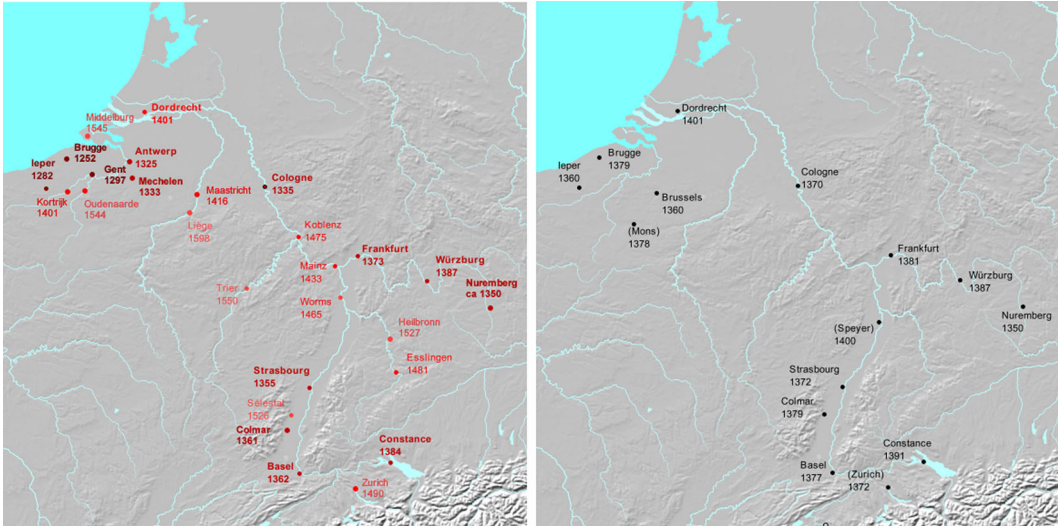 Dordrecht
1401
Middelburg
1545
Brugge
1252
Ieper
1282
Gent
1297
Antwerp
1325
Mechelen
1333
Kortrijk
1401
Oudenaarde
1544
Maastricht
1416
Liège
1598
Cologne
1335
Koblenz
1475
Frankfurt
1373
Mainz
1433
Würzburg
1387
Nuremberg
ca 1350
Trier
1550
Worms
1465
Heilbronn
1527
Esslingen
1481
Strasbourg
1355
Sélestat
1526
Colmar
1361
Basel
1362
Constance
1384
Zurich
1490
Dordrecht
1401
Brugge
1379
Ieper
1360
Cologne
1370
Brussels
1360
(Mons)
1378
Frankfurt
1381
Würzburg
1387
Nuremberg
1350
(Speyer)
1400
Strasbourg
1372
Colmar
1379
Basel
1377
Constance
1391
(Zurich)
1372